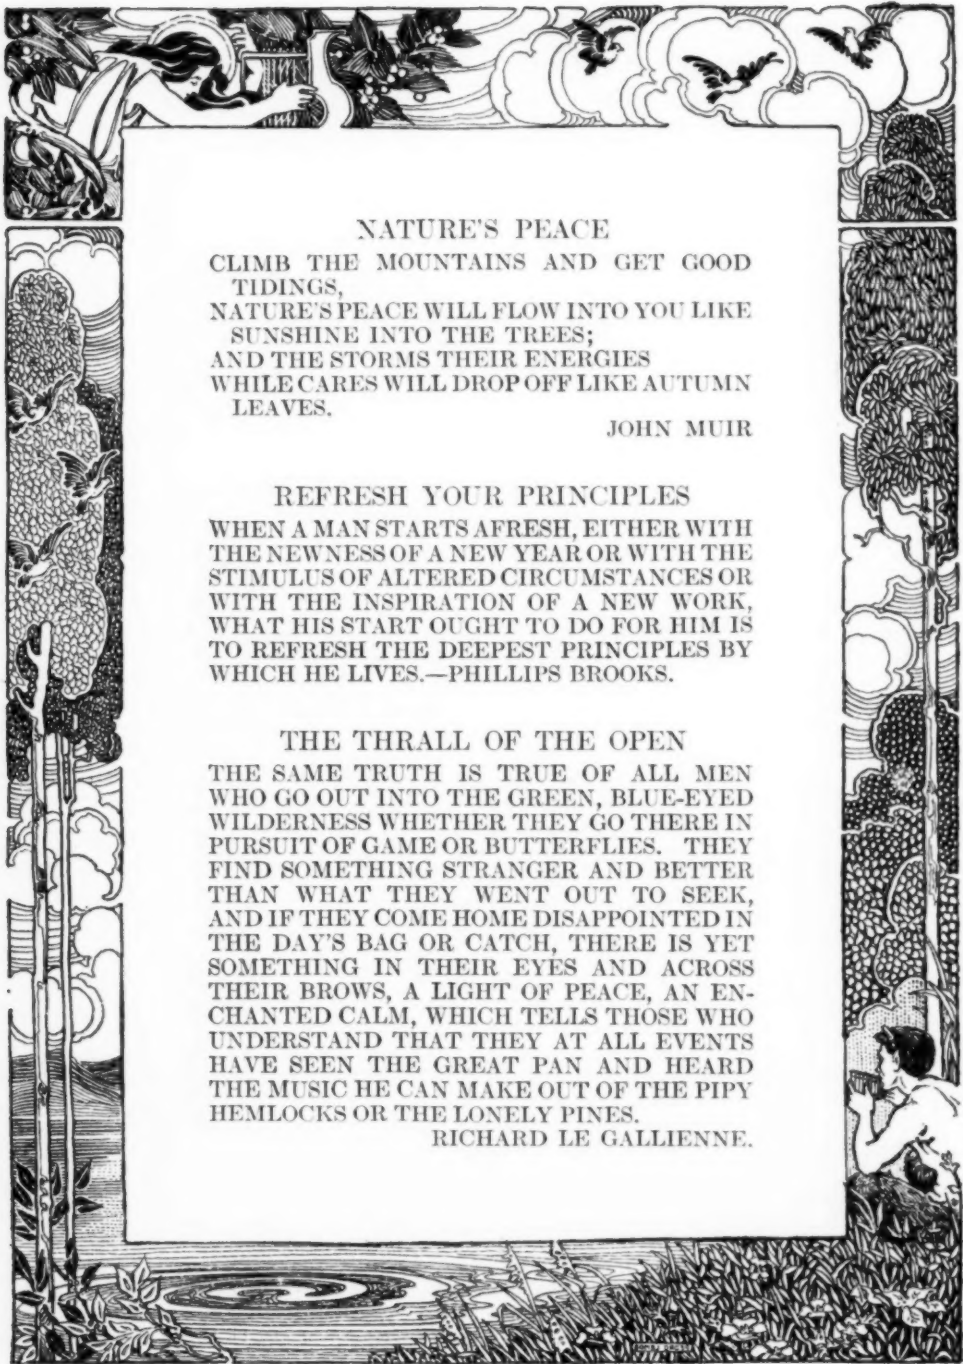 NATURE'S PEACE
CLIMB THE MOUNTAINS AND GET GOOD
TIDINGS,
NATURE'S PEACE WILL FLOW INTO YOU LIKE
SUNSHINE INTO THE TREES;
AND THE STORMS THEIR ENERGIES
WHILE CARES WILL DROP OFF LIKE AUTUMN
LEAVES.
JOHN MUIR
REFRESH YOUR PRINCIPLES
WHEN A MAN STARTS AFRESH, EITHER WITH
THE NEWNESS OF A NEW YEAR OR WITH THE
STIMULUS OF ALTERED CIRCUMSTANCES OR
WITH THE INSPIRATION OF A NEW WORK,
WHAT HIS START OUGHT TO DO FOR HIM IS
TO REFRESH THE DEEPEST PRINCIPLES BY
WHICH HE LIVES.—PHILLIPS BROOKS.
THE THRALL OF THE OPEN
THE SAME TRUTH IS TRUE OF ALL MEN
WHO GO OUT INTO THE GREEN, BLUE-EYED
WILDERNESS WHETHER THEY GO THERE IN
PURSUIT OF GAME OR BUTTERFLIES. THEY
FIND SOMETHING STRANGER AND BETTER
THAN WHAT THEY WENT OUT TO SEEK,
AND IF THEY COME HOME DISAPPOINTED IN
THE DAY'S BAG OR CATCH, THERE IS YET
SOMETHING IN THEIR EYES AND ACROSS
THEIR BROWS, A LIGHT OF PEACE, AN EN-
CHANTED CALM, WHICH TELLS THOSE WHO
UNDERSTAND THAT THEY AT ALL EVENTS
HAVE SEEN THE GREAT PAN AND HEARD
THE MUSIC HE CAN MAKE OUT OF THE PIPY
HEMLOCKS OR THE LONELY PINES.
RICHARD LE GALLIENNE.